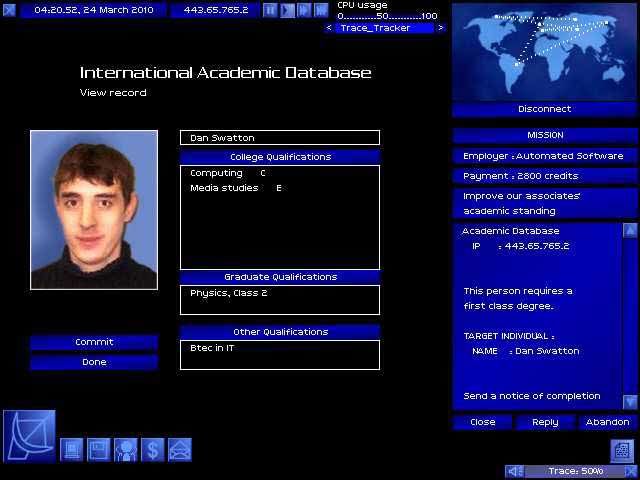 04:20.52, 24 March 2010
443.65.765.2
CPU usage
0..........50..........100
< Trace_Tracker >
International Academic Database
View record
Dan Swatton
College Qualifications
Computing C
Media studies E
Graduate Qualifications
Physics, Class 2
Other Qualifications
Btec in IT
Commit
Done
Disconnect
MISSION
Employer : Automated Software
Payment : 2800 credits
Improve our associates'
academic standing
Academic Database
IP : 443.65.765.2
This person requires a
first class degree.
TARGET INDIVIDUAL :
NAME : Dan Swatton
Send a notice of completion
Close
Reply
Abandon
Trace: 50%